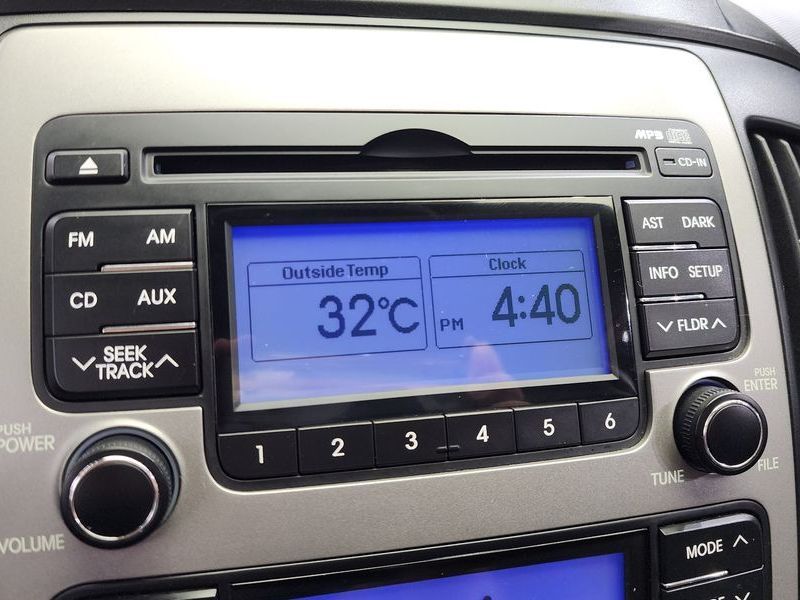 MP3 disc
CD-IN
FM AM
CD AUX
SEEK
TRACK
Outside Temp
32°C
Clock
PM 4:40
AST DARK
INFO SETUP
FLDR
1 2 3 4 5 6
PUSH
POWER
VOLUME
PUSH
ENTER
TUNE
FILE
MODE